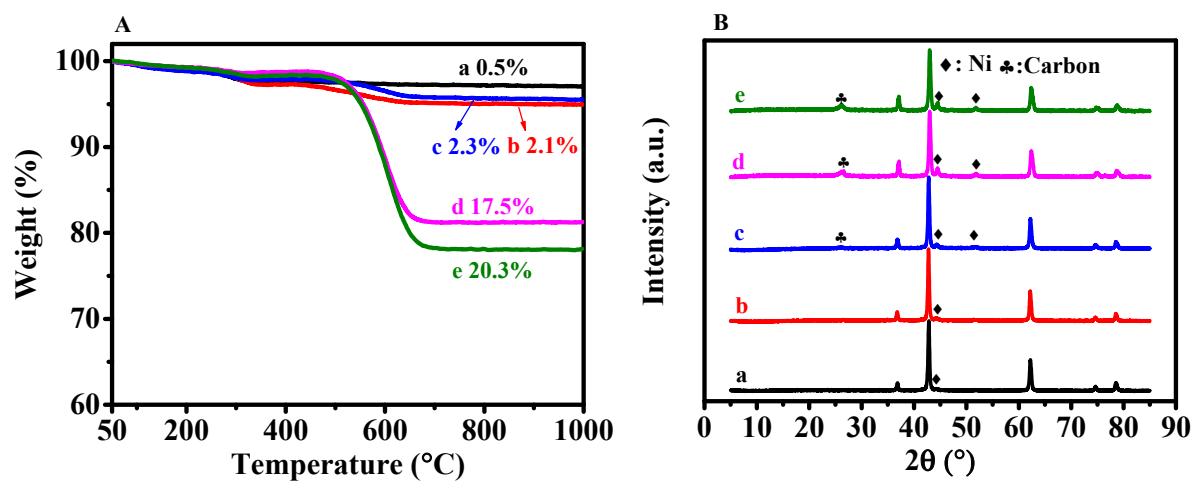 A
Weight (%)
100
90
80
70
60
a 0.5%
c 2.3% b 2.1%
d 17.5%
e 20.3%
50 200 400 600 800 1000
Temperature (°C)
B
Intensity (a.u.)
♦: Ni ♣:Carbon
e
d
c
b
a
0 10 20 30 40 50 60 70 80 90
2θ (°)